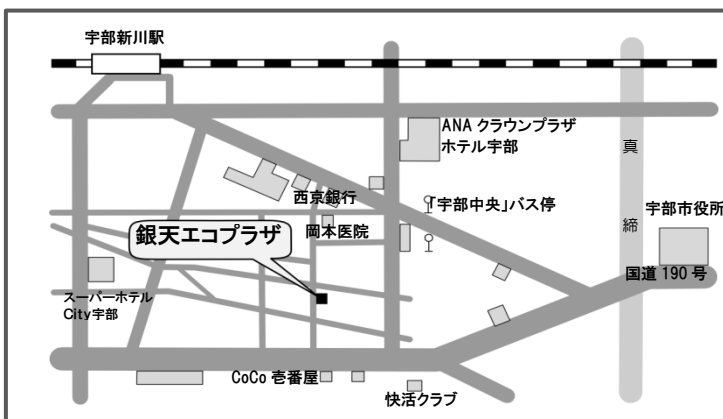 宇部新川駅
ANA クラウンプラザ
ホテル宇部
真
締
西京銀行
「宇部中央」バス停
宇部市役所
岡本医院
銀天エコプラザ
国道 190 号
スーパーホテル
City宇部
CoCo 壱番屋
快活クラブ